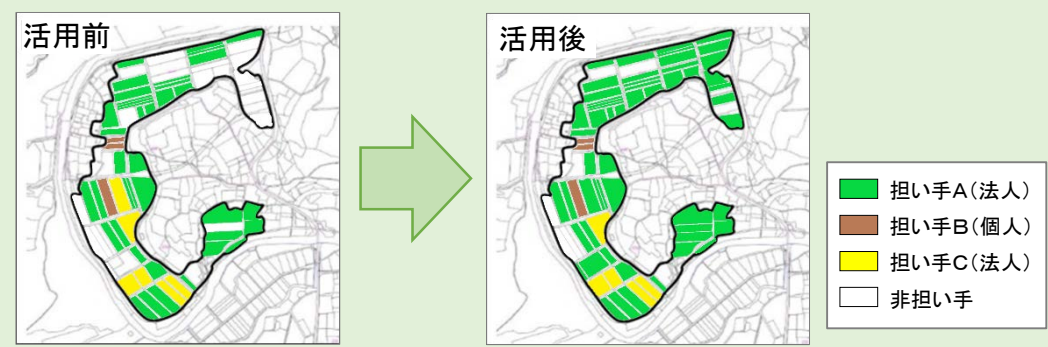 活用前
活用後
担い手A(法人)
担い手B(個人)
担い手C(法人)
非担い手